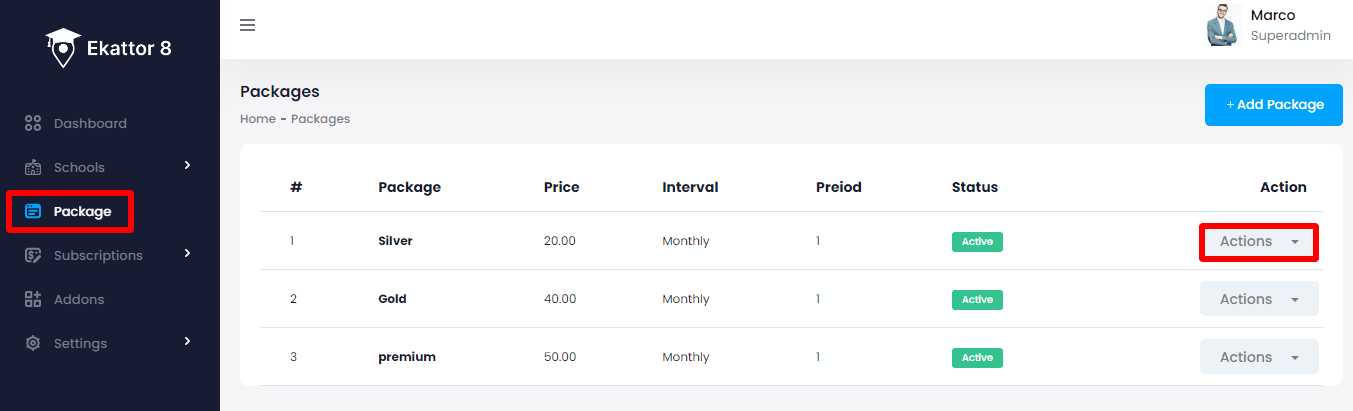 Ekattor 8
Dashboard
Schools
Package
Subscriptions
Addons
Settings
Marco
Superadmin
Packages
Home - Packages
+ Add Package
# Package Price Interval Preiod Status Action
1 Silver 20.00 Monthly 1 Active Actions
2 Gold 40.00 Monthly 1 Active Actions
3 premium 50.00 Monthly 1 Active Actions